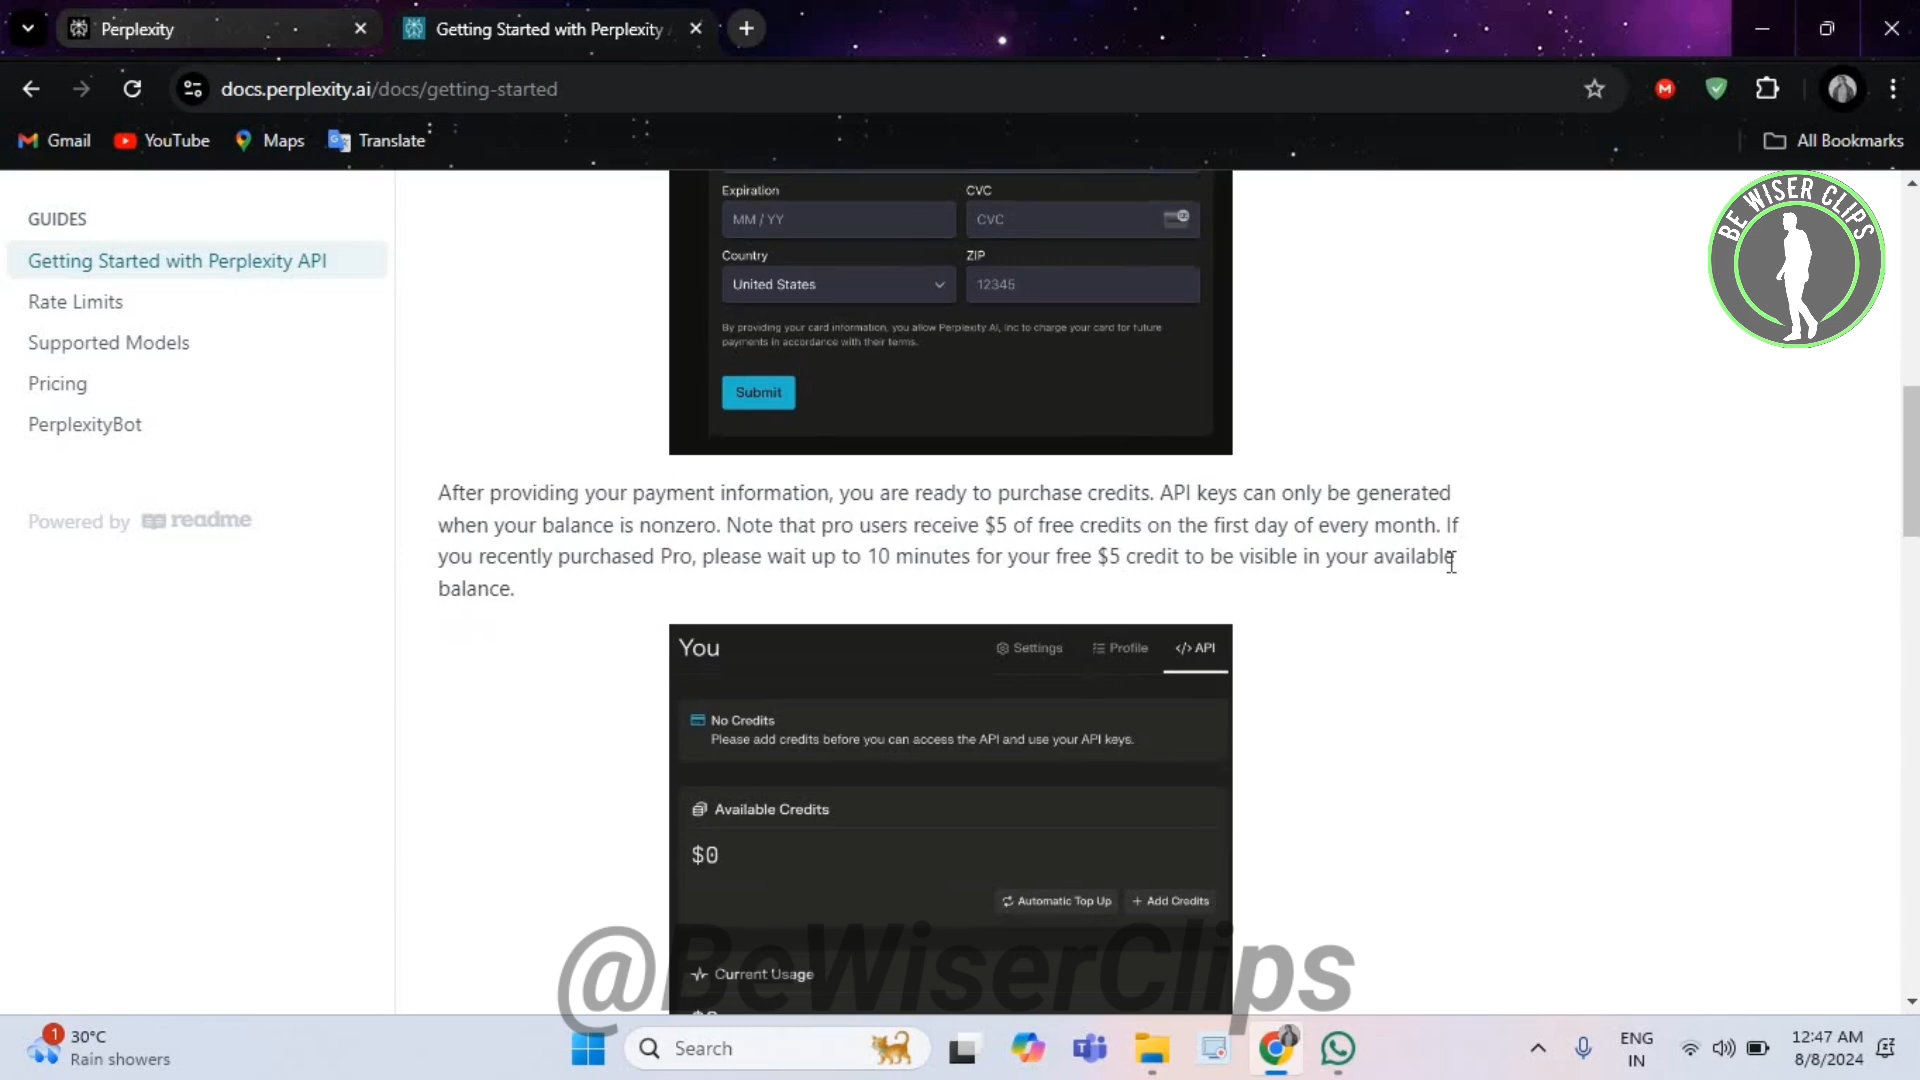 Perplexity
Getting Started with Perplexity
docs.perplexity.ai/docs/getting-started
Gmail
YouTube
Maps
Translate
All Bookmarks
BE WISER CLIPS
GUIDES
Getting Started with Perplexity API
Rate Limits
Supported Models
Pricing
PerplexityBot
Powered by readme
Expiration
CVC
MM / YY
CVC
Country
ZIP
United States
12345
By providing your card information, you allow Perplexity AI, Inc to charge your card for future
payments in accordance with their terms.
Submit
After providing your payment information, you are ready to purchase credits. API keys can only be generated
when your balance is nonzero. Note that pro users receive $5 of free credits on the first day of every month. If
you recently purchased Pro, please wait up to 10 minutes for your free $5 credit to be visible in your available
balance.
You
Settings
Profile
</> API
No Credits
Please add credits before you can access the API and use your API keys.
Available Credits
$0
Automatic Top Up
+ Add Credits
Current Usage
@BeWiserClips
1
30°C
Rain showers
Search
ENG
IN
12:47 AM
8/8/2024